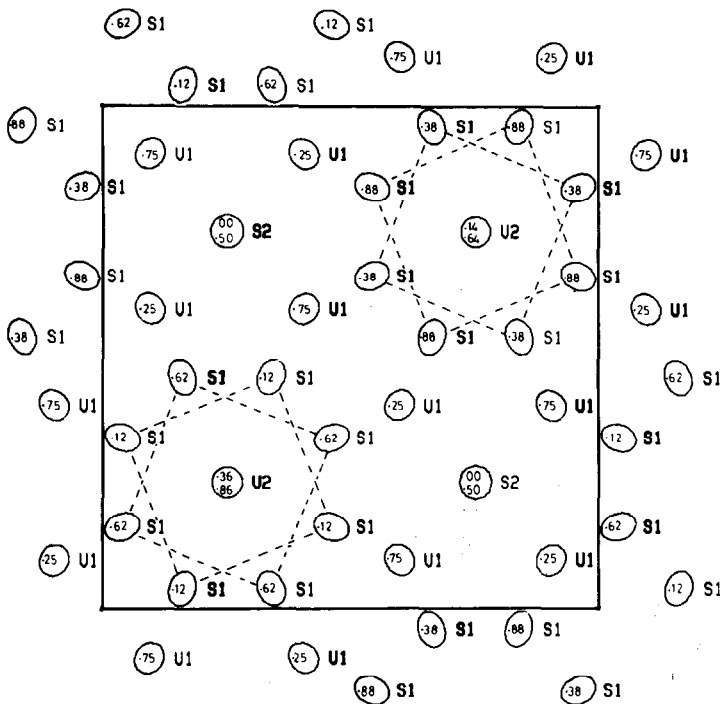 .62 S1 .12 S1
.75 U1 .25 U1
.12 S1 .62 S1
.88 S1 .38 S1 .88 S1
.75 U1 .25 U1 .75 U1
.38 S1 .88 S1 .38 S1
.00 .50 S2 .14 .64 U2
.88 S1 .38 S1 .88 S1
.25 U1 .75 U1 .25 U1
.38 S1 .88 S1 .38 S1
.62 S1 .12 S1 .62 S1
.75 U1 .25 U1 .75 U1
.12 S1 .62 S1 .12 S1
.36 .86 U2 .00 .50 S2
.62 S1 .12 S1 .62 S1
.25 U1 .75 U1 .25 U1
.12 S1 .62 S1 .12 S1
.38 S1 .88 S1
.75 U1 .25 U1
.88 S1 .38 S1